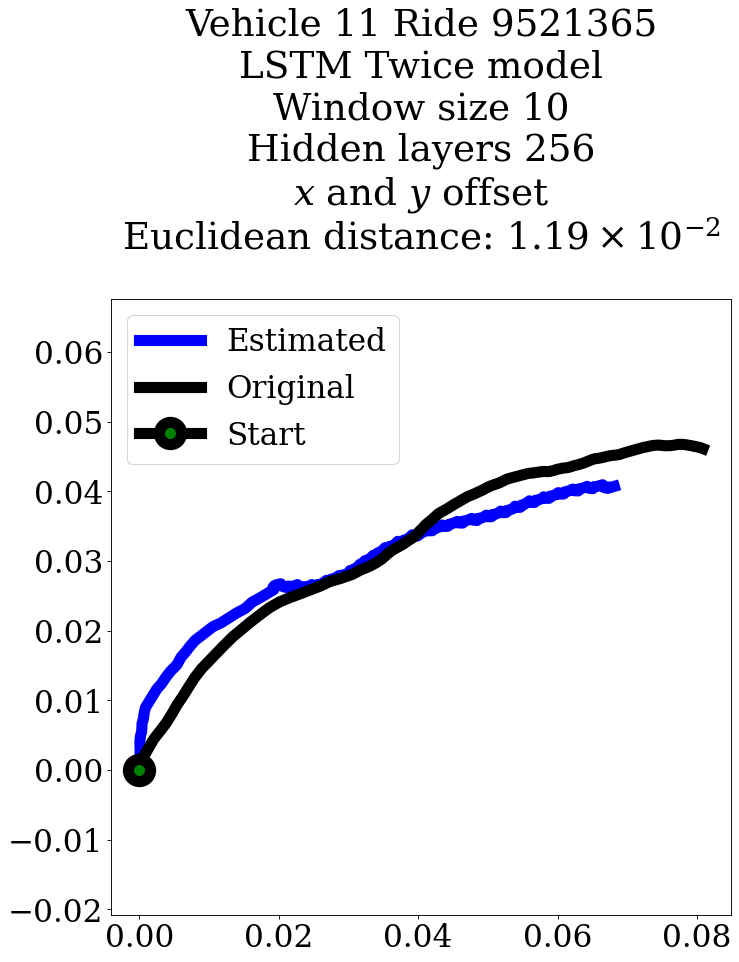 Vehicle 11 Ride 9521365
LSTM Twice model
Window size 10
Hidden layers 256
x and y offset
Euclidean distance: 1.19 × 10⁻²
Estimated
Original
Start
0.06
0.05
0.04
0.03
0.02
0.01
0.00
−0.01
−0.02
0.00 0.02 0.04 0.06 0.08